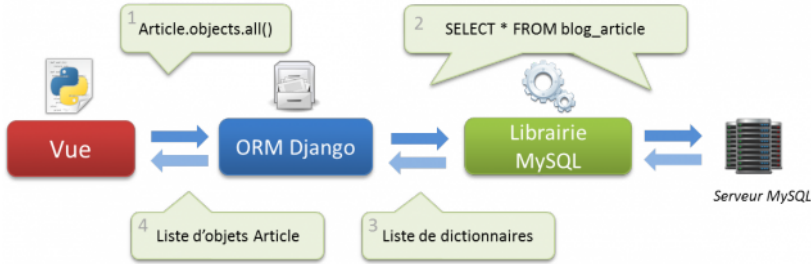 1
Article.objects.all()
2
SELECT * FROM blog_article
Vue
ORM Django
Librairie
MySQL
Serveur MySQL
4
Liste d'objets Article
3
Liste de dictionnaires